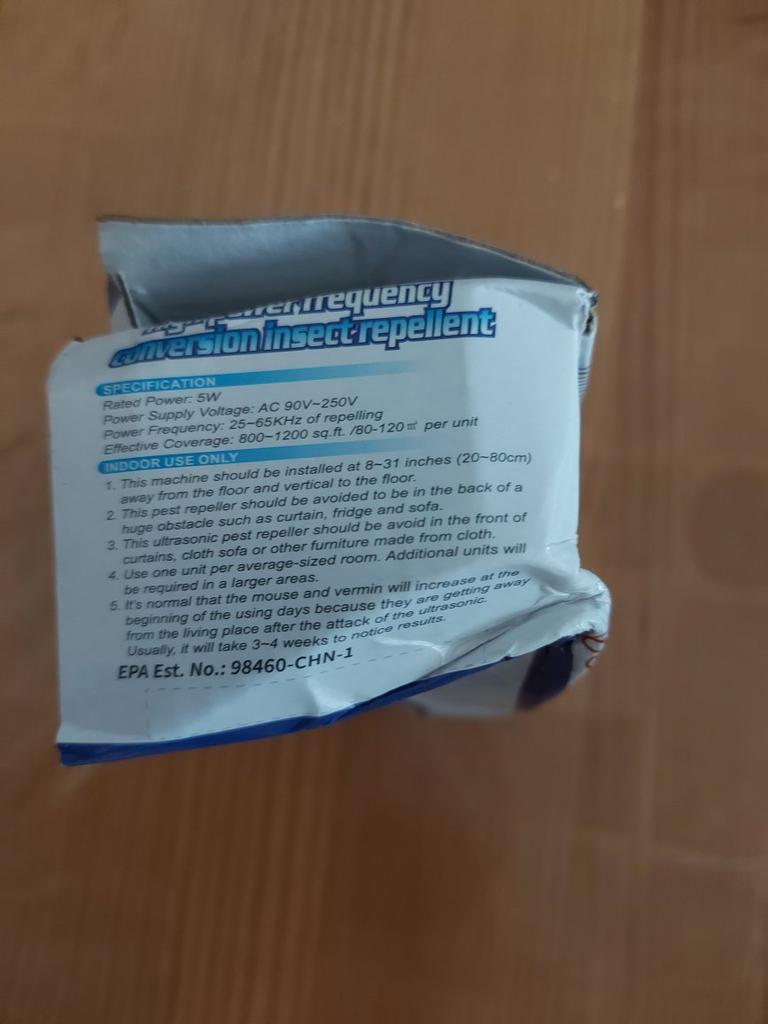 frequency
conversion insect repellent
SPECIFICATION
Rated Power: 5W
Power Supply Voltage: AC 90V~250V
Power Frequency: 25~65KHz of repelling
Effective Coverage: 800~1200 sq.ft. /80-120㎡ per unit
INDOOR USE ONLY
1. This machine should be installed at 8~31 inches (20~80cm)
away from the floor and vertical to the floor.
2. This pest repeller should be avoided to be in the back of a
huge obstacle such as curtain, fridge and sofa.
3. This ultrasonic pest repeller should be avoid in the front of
curtains, cloth sofa or other furniture made from cloth.
4. Use one unit per average-sized room. Additional units will
be required in a larger areas.
5. It's normal that the mouse and vermin will increase at the
beginning of the using days because they are getting away
from the living place after the attack of the ultrasonic.
Usually, it will take 3~4 weeks to notice results.
EPA Est. No.: 98460-CHN-1